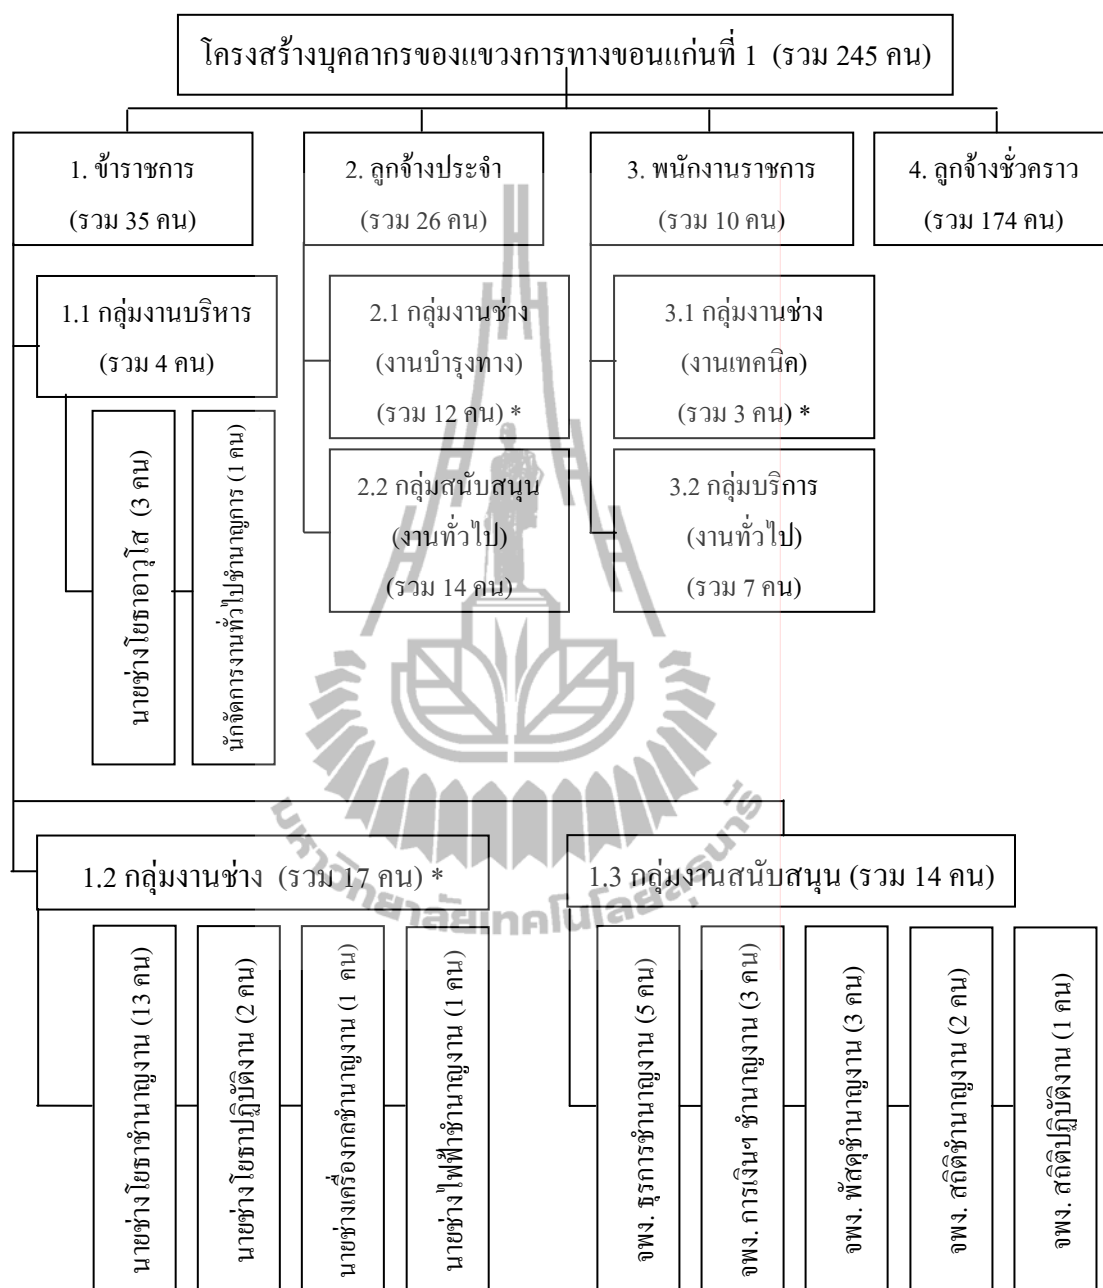 โครงสร้างบุคลากรของแขวงการทางขอนแก่นที่ 1 (รวม 245 คน)
1. ข้าราชการ
(รวม 35 คน)
2. ลูกจ้างประจำ
(รวม 26 คน)
3. พนักงานราชการ
(รวม 10 คน)
4. ลูกจ้างชั่วคราว
(รวม 174 คน)
1.1 กลุ่มงานบริหาร
(รวม 4 คน)
นายช่างโยธาอาวุโส (3 คน)
นักจัดการงานทั่วไปชำนาญการ (1 คน)
2.1 กลุ่มงานช่าง
(งานบำรุงทาง)
(รวม 12 คน) *
2.2 กลุ่มสนับสนุน
(งานทั่วไป)
(รวม 14 คน)
3.1 กลุ่มงานช่าง
(งานเทคนิค)
(รวม 3 คน) *
3.2 กลุ่มบริการ
(งานทั่วไป)
(รวม 7 คน)
มหาวิทยาลัยเทคโนโลยีสุรนารี
1.2 กลุ่มงานช่าง (รวม 17 คน) *
นายช่างโยธาชำนาญงาน (13 คน)
นายช่างโยธาปฏิบัติงาน (2 คน)
นายช่างเครื่องกลชำนาญงาน (1 คน)
นายช่างไฟฟ้าชำนาญงาน (1 คน)
1.3 กลุ่มงานสนับสนุน (รวม 14 คน)
จพง. ธุรการชำนาญงาน (5 คน)
จพง. การเงินฯ ชำนาญงาน (3 คน)
จพง. พัสดุชำนาญงาน (3 คน)
จพง. สถิติชำนาญงาน (2 คน)
จพง. สถิติปฏิบัติงาน (1 คน)